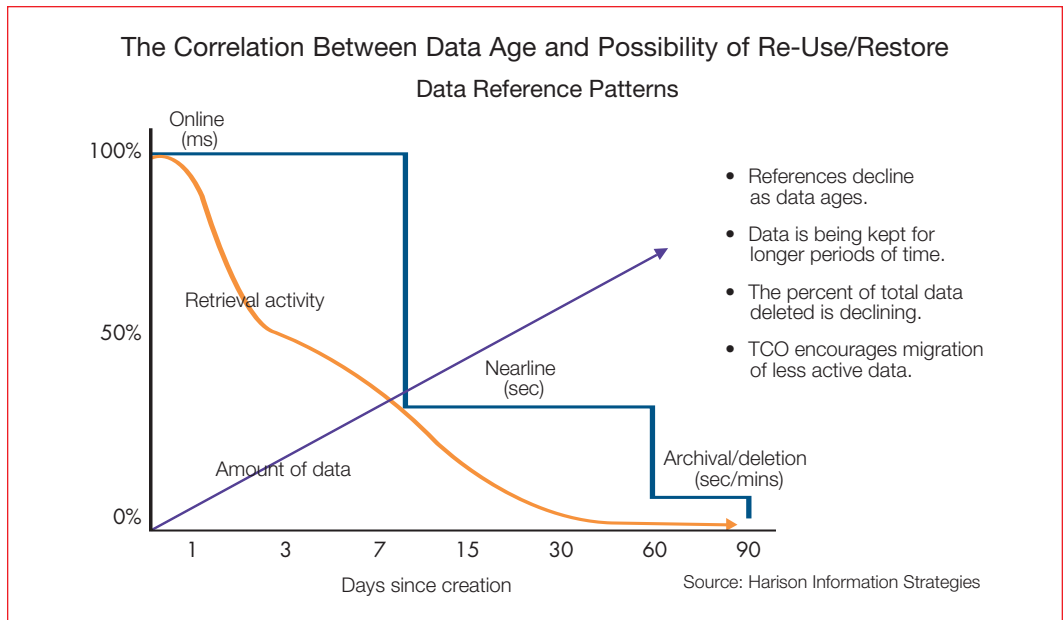 The Correlation Between Data Age and Possibility of Re-Use/Restore
Data Reference Patterns
Online
(ms)
100%
50%
0%
Retrieval activity
Nearline
(sec)
Amount of data
Archival/deletion
(sec/mins)
1 3 7 15 30 60 90
Days since creation
• References decline
as data ages.
• Data is being kept for
longer periods of time.
• The percent of total data
deleted is declining.
• TCO encourages migration
of less active data.
Source: Harison Information Strategies